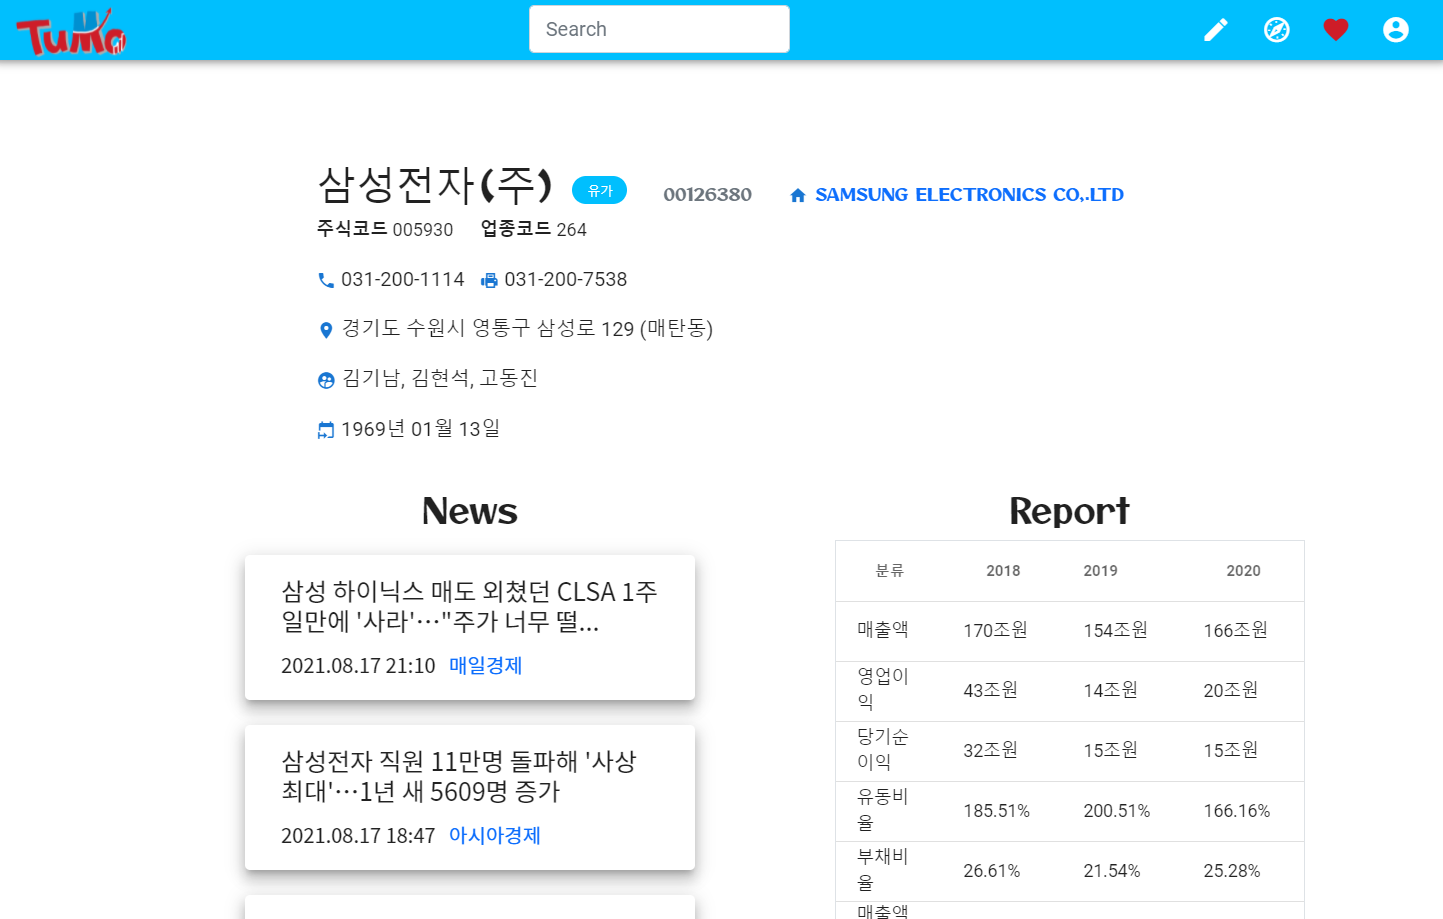 TuMo
Search
삼성전자(주) 유가 00126380 SAMSUNG ELECTRONICS CO,.LTD
주식코드 005930 업종코드 264
031-200-1114 031-200-7538
경기도 수원시 영통구 삼성로 129 (매탄동)
김기남, 김현석, 고동진
1969년 01월 13일
News
삼성 하이닉스 매도 외쳤던 CLSA 1주
일만에 '사라'…"주가 너무 떨...
2021.08.17 21:10 매일경제
삼성전자 직원 11만명 돌파해 '사상
최대'…1년 새 5609명 증가
2021.08.17 18:47 아시아경제
Report
분류 2018 2019 2020
매출액 170조원 154조원 166조원
영업이
익 43조원 14조원 20조원
당기순
이익 32조원 15조원 15조원
유동비
율 185.51% 200.51% 166.16%
부채비
율 26.61% 21.54% 25.28%
매출액